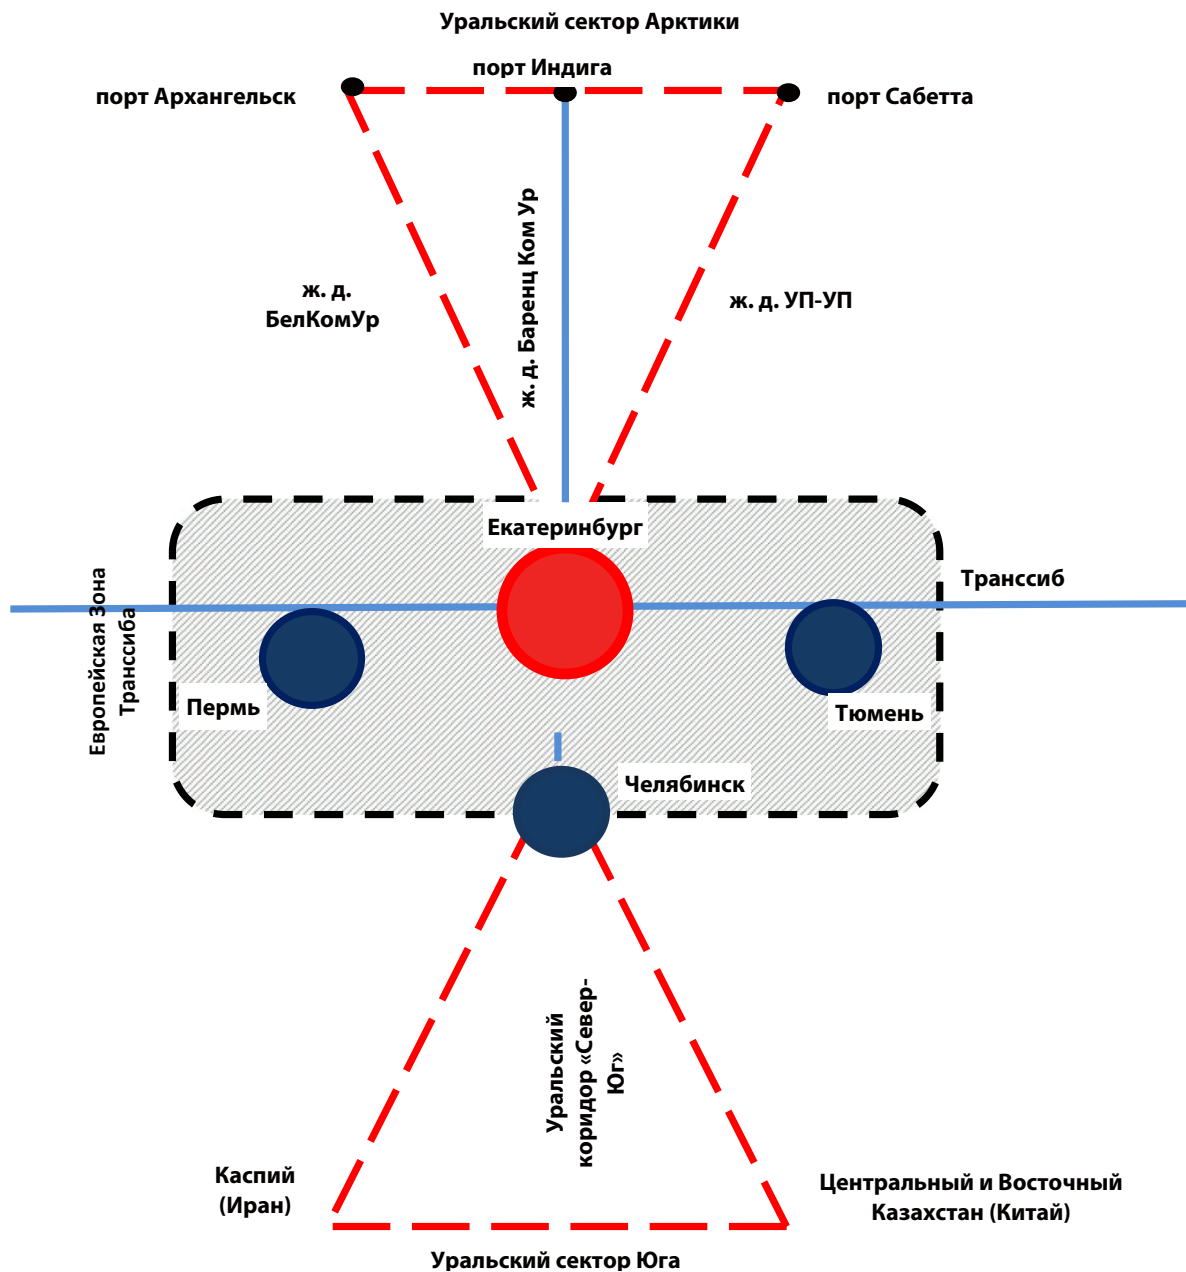 Уральский сектор Арктики
порт Индига
порт Архангельск
порт Сабетта
ж. д. Баренц Ком Ур
ж. д.
БелКомУр
ж. д. УП-УП
Екатеринбург
Транссиб
Европейская Зона
Транссиба
Пермь
Тюмень
Челябинск
Уральский
коридор «Север-
Юг»
Каспий
(Иран)
Центральный и Восточный
Казахстан (Китай)
Уральский сектор Юга